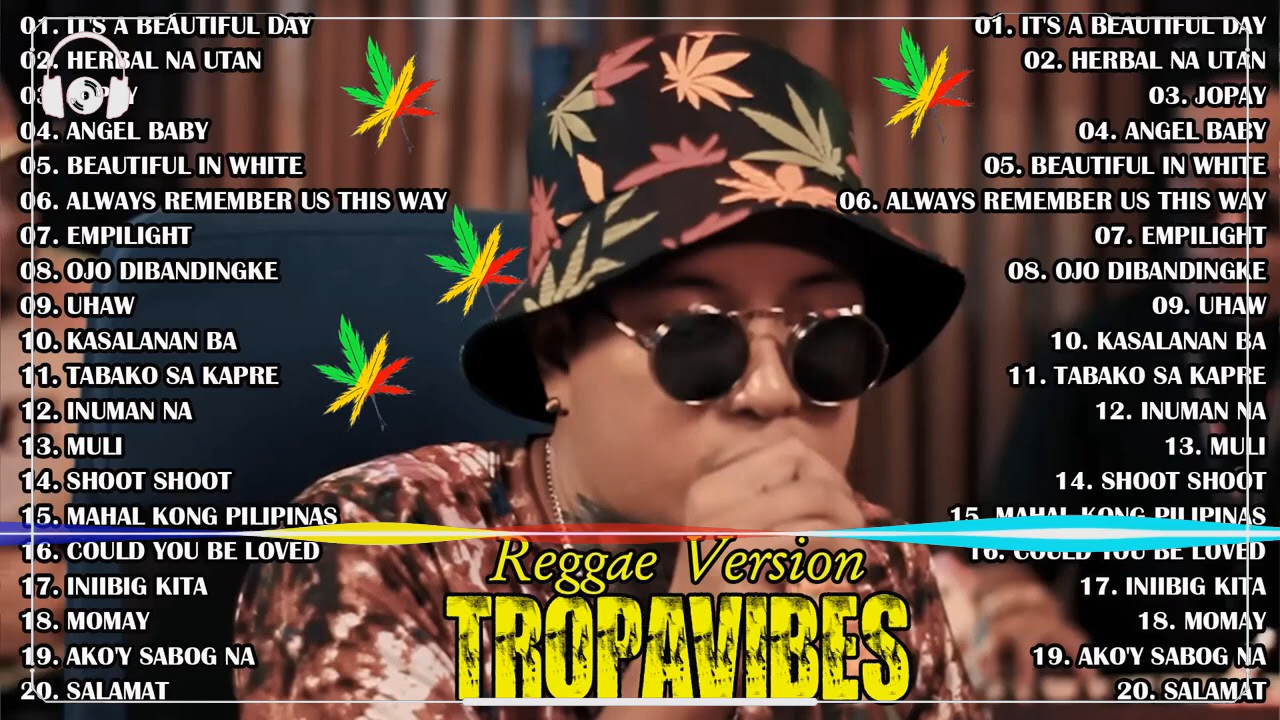 01. IT'S A BEAUTIFUL DAY
02. HERBAL NA UTAN
04. ANGEL BABY
05. BEAUTIFUL IN WHITE
06. ALWAYS REMEMBER US THIS WAY
07. EMPILIGHT
08. OJO DIBANDINGKE
09. UHAW
10. KASALANAN BA
11. TABAKO SA KAPRE
12. INUMAN NA
13. MULI
14. SHOOT SHOOT
15. MAHAL KONG PILIPINAS
16. COULD YOU BE LOVED
17. INIIBIG KITA
18. MOMAY
19. AKO'Y SABOG NA
20. SALAMAT
01. IT'S A BEAUTIFUL DAY
02. HERBAL NA UTAN
03. JOPAY
04. ANGEL BABY
05. BEAUTIFUL IN WHITE
06. ALWAYS REMEMBER US THIS WAY
07. EMPILIGHT
08. OJO DIBANDINGKE
09. UHAW
10. KASALANAN BA
11. TABAKO SA KAPRE
12. INUMAN NA
13. MULI
14. SHOOT SHOOT
15. MAHAL KONG PILIPINAS
16. COULD YOU BE LOVED
17. INIIBIG KITA
18. MOMAY
19. AKO'Y SABOG NA
20. SALAMAT
Reggae Version
TROPAVIBES